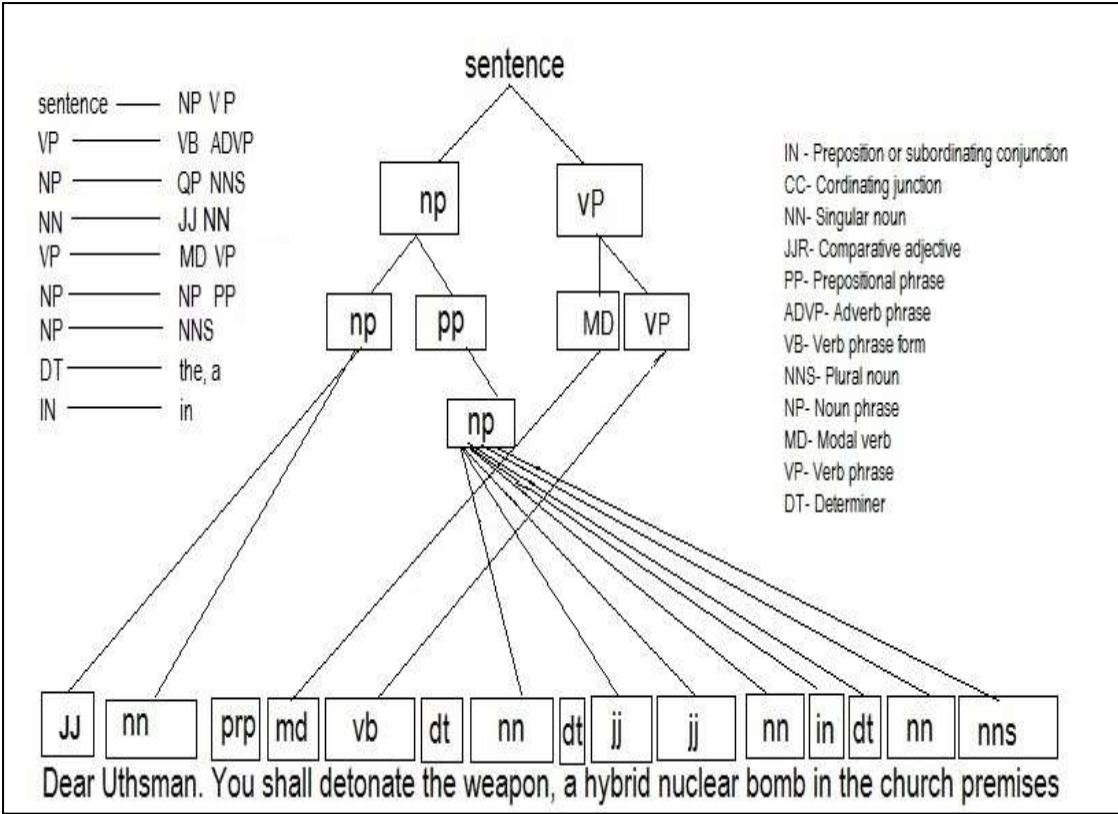 sentence
sentence NP VP
VP VB ADVP
NP QP NNS
NN JJ NN
VP MD VP
NP NP PP
NP NNS
DT the, a
IN in
np vP
np pp MD vP
np
IN - Preposition or subordinating conjunction
CC- Cordinating junction
NN- Singular noun
JJR- Comparative adjective
PP- Prepositional phrase
ADVP- Adverb phrase
VB- Verb phrase form
NNS- Plural noun
NP- Noun phrase
MD- Modal verb
VP- Verb phrase
DT- Determiner
JJ nn prp md vb dt nn dt jj jj nn in dt nn nns
Dear Uthsman. You shall detonate the weapon, a hybrid nuclear bomb in the church premises